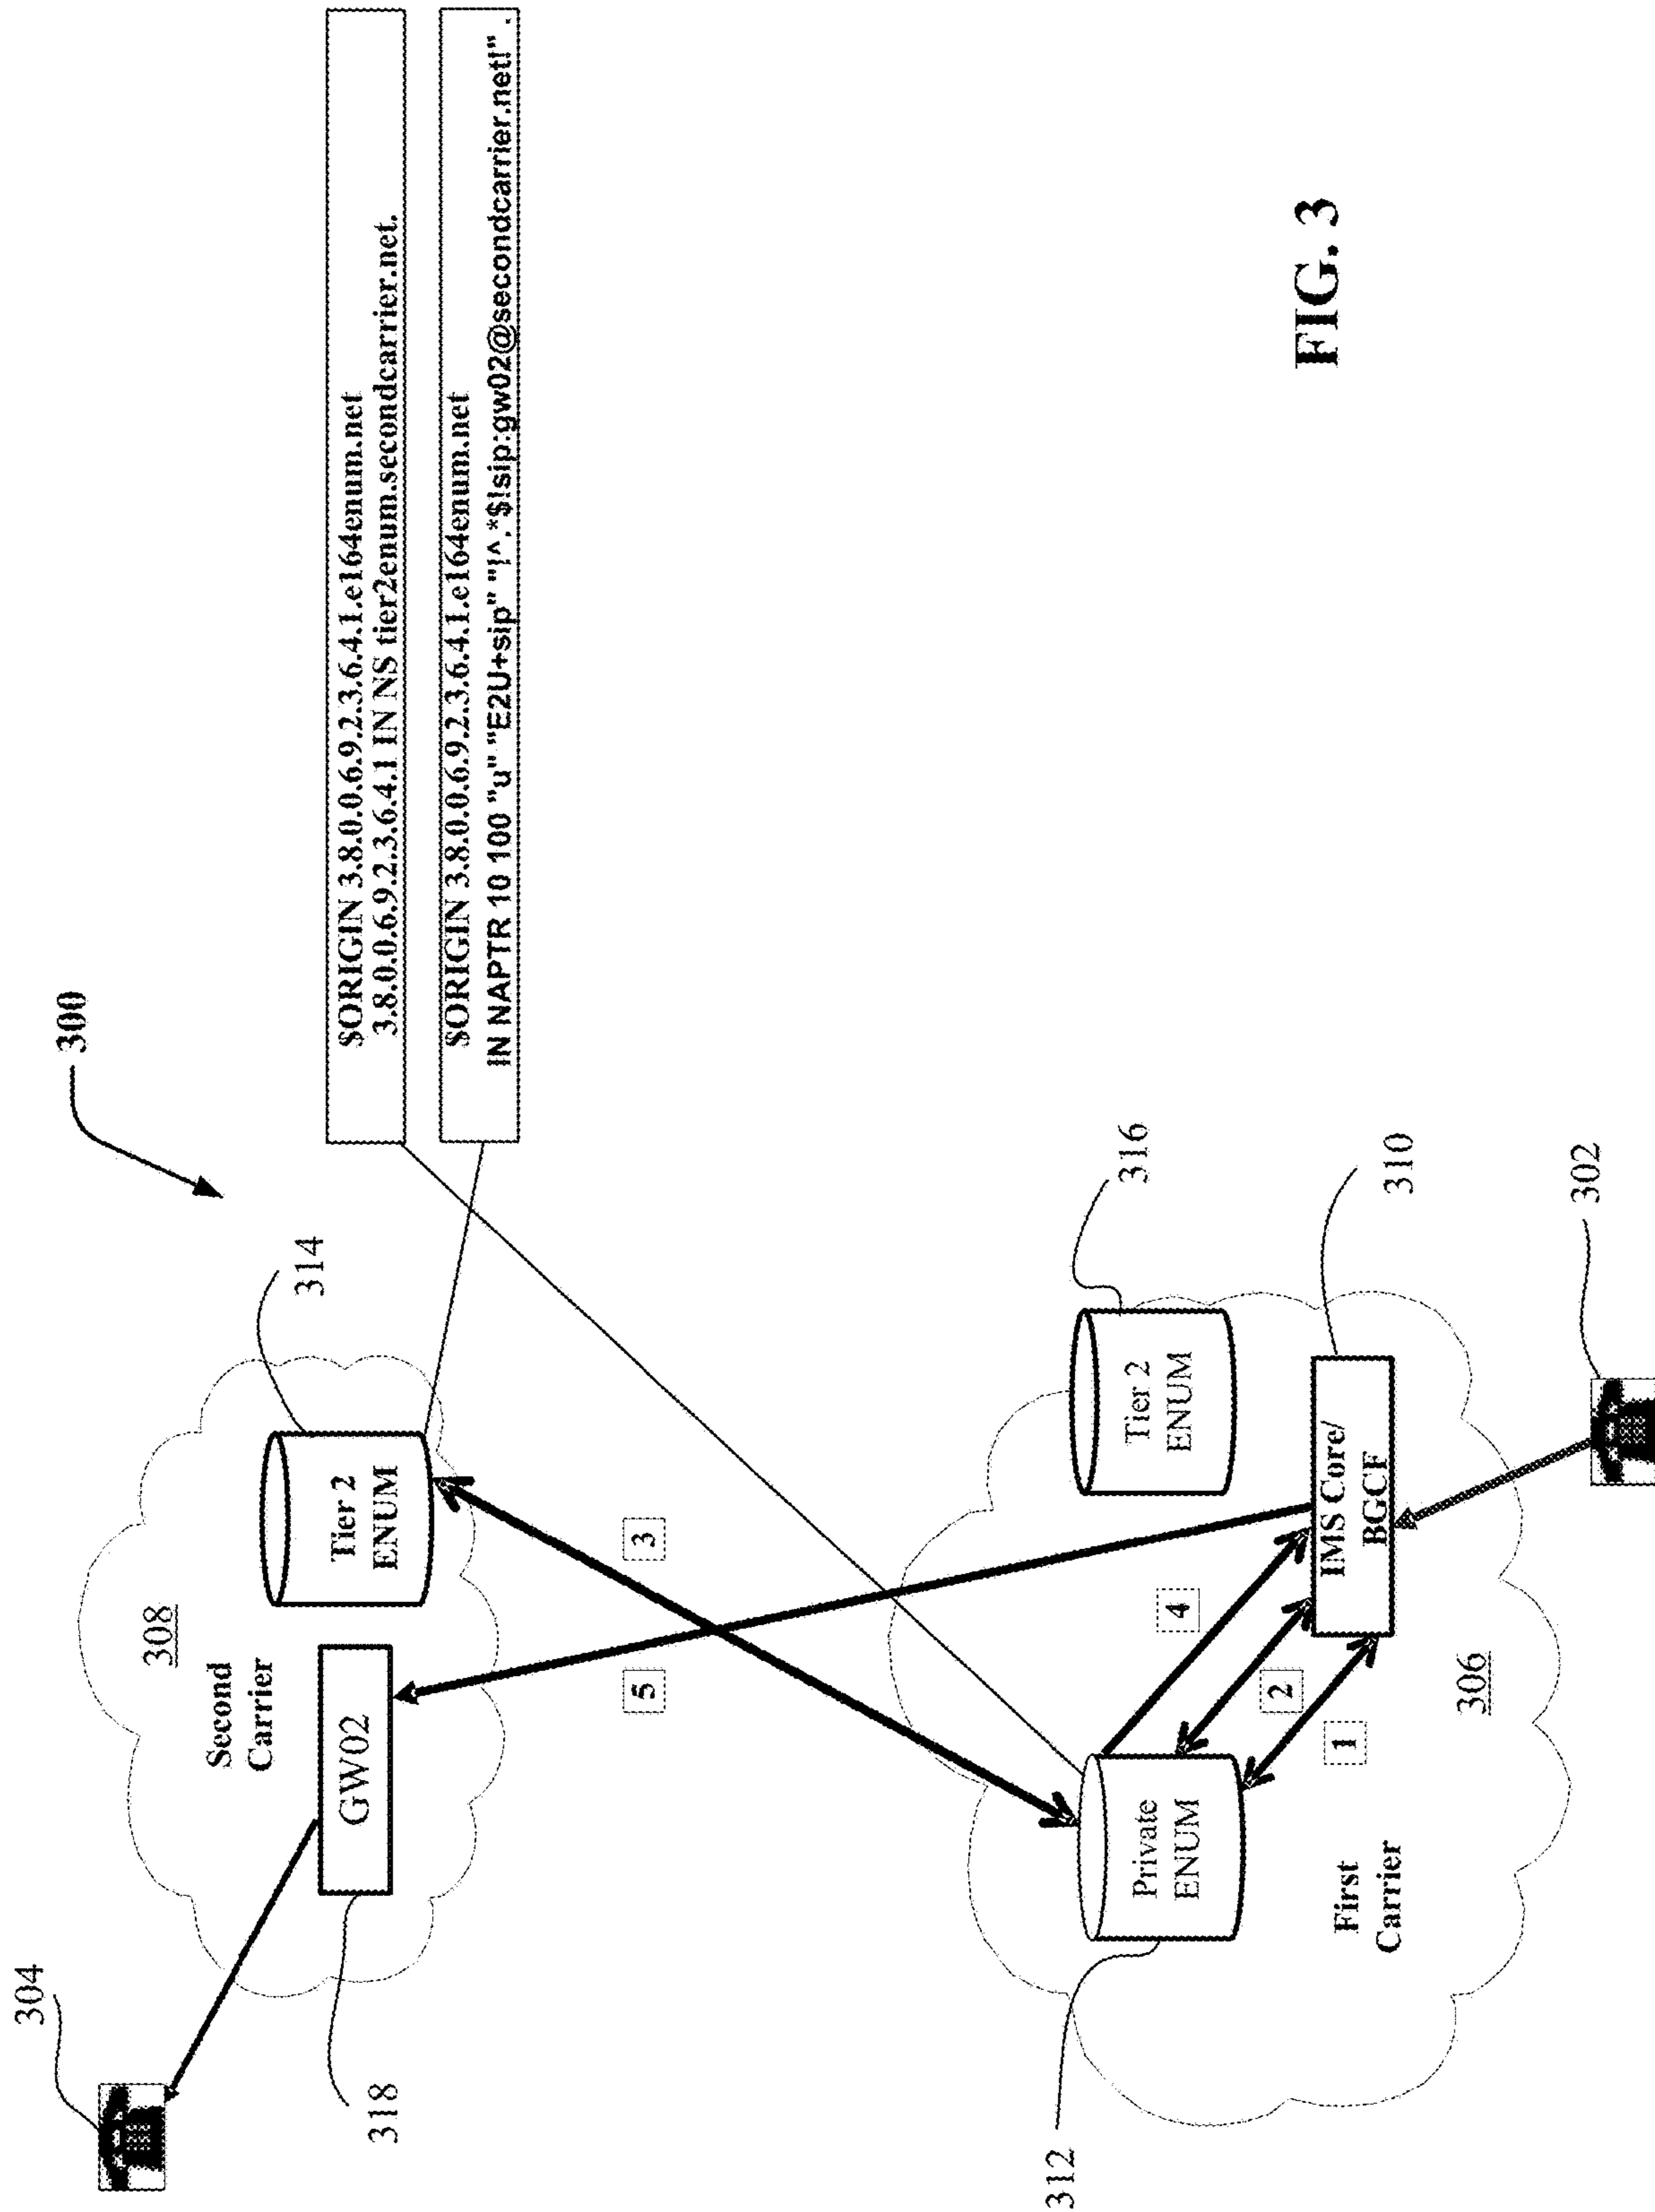 300
$ORIGIN 3.8.0.0.6.9.2.3.6.4.1.e164enum.net
3.8.0.0.6.9.2.3.6.4.1 IN NS tier2enum.secondcarrier.net.
$ORIGIN 3.8.0.0.6.9.2.3.6.4.1.e164enum.net
IN NAPTR 10 100 "u" "E2U+sip" "!^.*$!sip:gw02@secondcarrier.net!" .
304
308
Second
Carrier
314
Tier 2
ENUM
GW02
318
3
5
312
Private
ENUM
4
2
1
Tier 2
ENUM
316
IMS Core/
BGCF
310
First
Carrier
306
302
FIG. 3